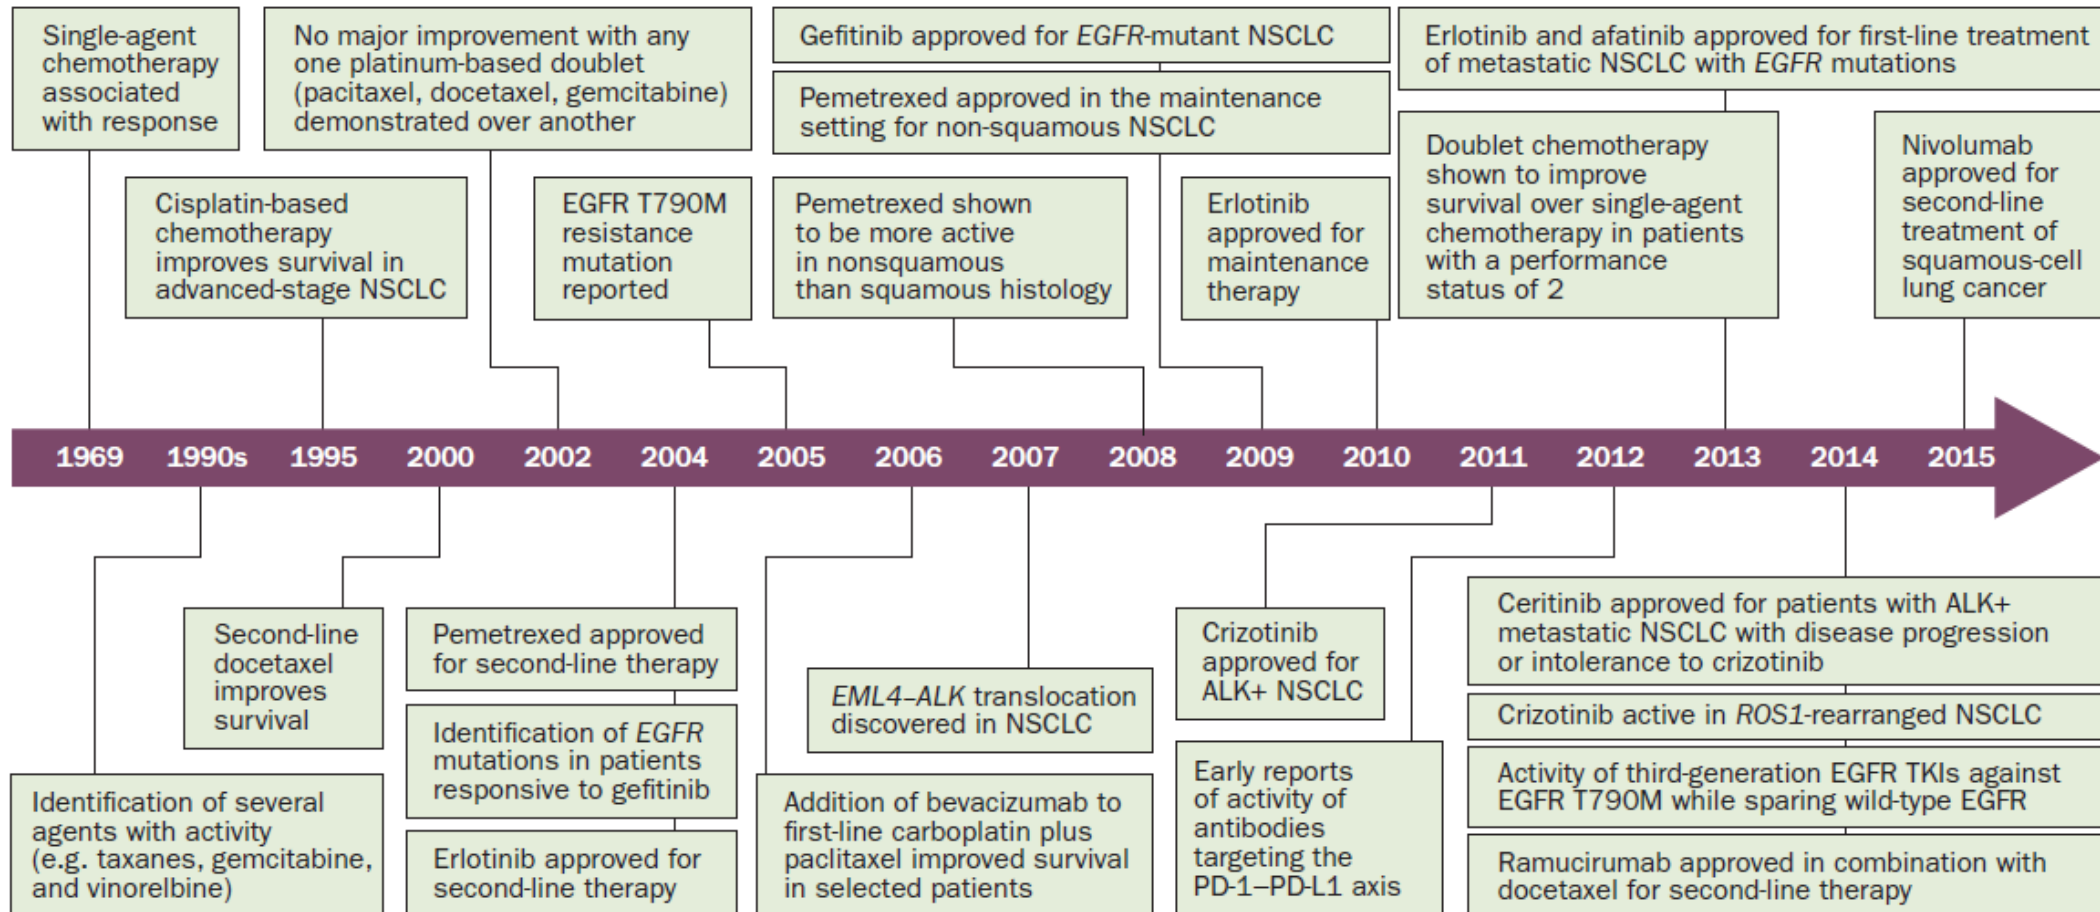 Single-agent
chemotherapy
associated
with response
No major improvement with any
one platinum-based doublet
(pacitaxel, docetaxel, gemcitabine)
demonstrated over another
Gefitinib approved for EGFR-mutant NSCLC
Pemetrexed approved in the maintenance
setting for non-squamous NSCLC
Erlotinib and afatinib approved for first-line treatment
of metastatic NSCLC with EGFR mutations
Cisplatin-based
chemotherapy
improves survival in
advanced-stage NSCLC
EGFR T790M
resistance
mutation
reported
Pemetrexed shown
to be more active
in nonsquamous
than squamous histology
Erlotinib
approved for
maintenance
therapy
Doublet chemotherapy
shown to improve
survival over single-agent
chemotherapy in patients
with a performance
status of 2
Nivolumab
approved for
second-line
treatment of
squamous-cell
lung cancer
1969 1990s 1995 2000 2002 2004 2005 2006 2007 2008 2009 2010 2011 2012 2013 2014 2015
Identification of several
agents with activity
(e.g. taxanes, gemcitabine,
and vinorelbine)
Second-line
docetaxel
improves
survival
Pemetrexed approved
for second-line therapy
Identification of EGFR
mutations in patients
responsive to gefitinib
Erlotinib approved for
second-line therapy
Addition of bevacizumab to
first-line carboplatin plus
paclitaxel improved survival
in selected patients
EML4–ALK translocation
discovered in NSCLC
Crizotinib
approved for
ALK+ NSCLC
Early reports
of activity of
antibodies
targeting the
PD-1–PD-L1 axis
Ceritinib approved for patients with ALK+
metastatic NSCLC with disease progression
or intolerance to crizotinib
Crizotinib active in ROS1-rearranged NSCLC
Activity of third-generation EGFR TKIs against
EGFR T790M while sparing wild-type EGFR
Ramucirumab approved in combination with
docetaxel for second-line therapy